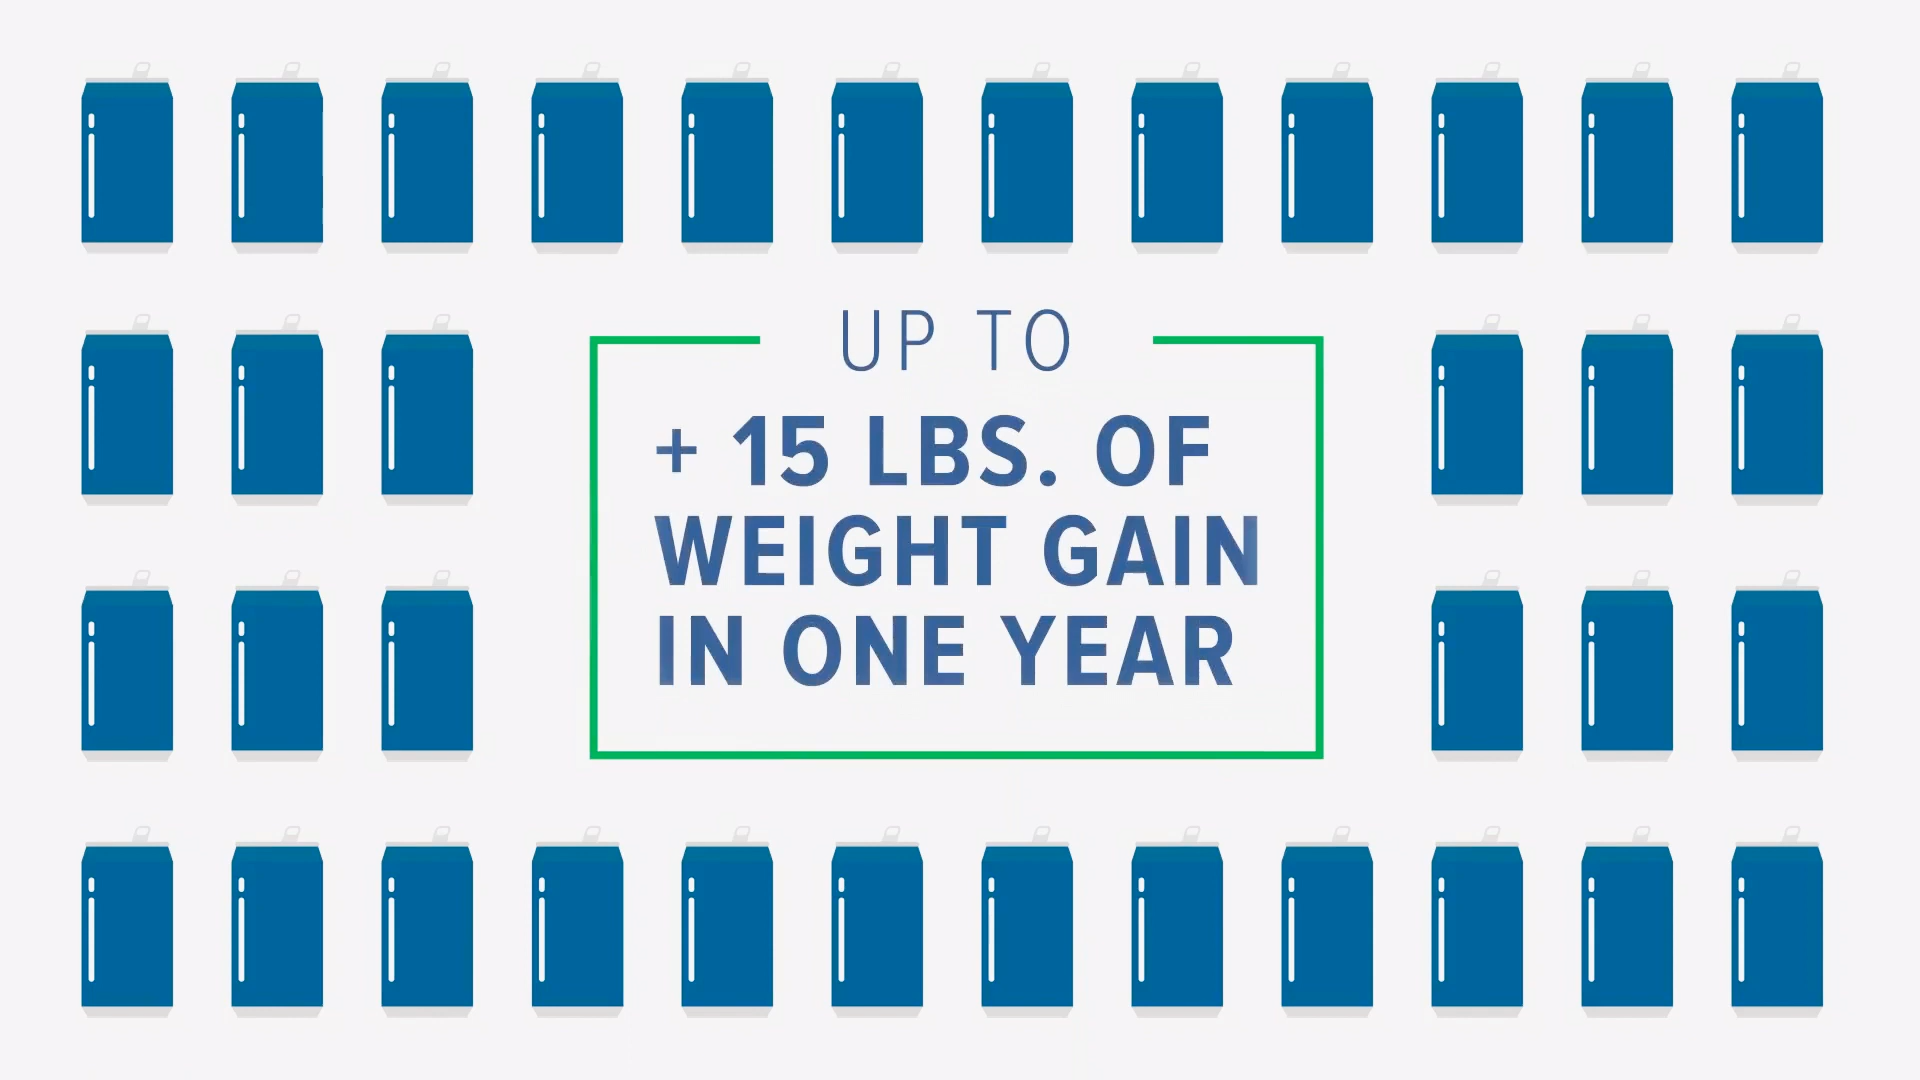 UP TO
+ 15 LBS. OF
WEIGHT GAIN
IN ONE YEAR